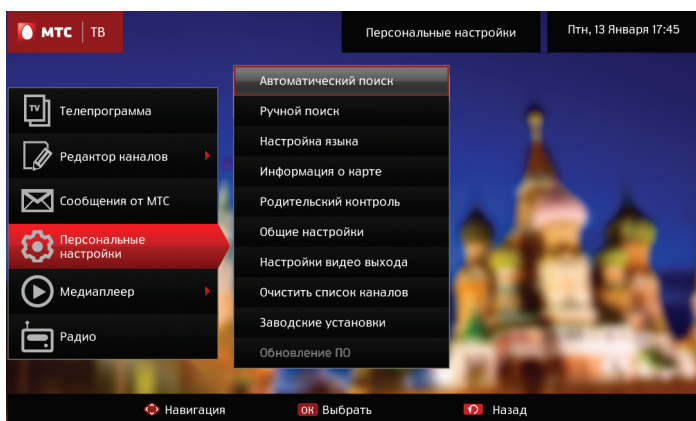 МТС ТВ
Персональные настройки
Птн, 13 Января 17:45
TV Телепрограмма
Редактор каналов
Сообщения от МТС
Персональные
настройки
Медиаплеер
Радио
Автоматический поиск
Ручной поиск
Настройка языка
Информация о карте
Родительский контроль
Общие настройки
Настройки видео выхода
Очистить список каналов
Заводские установки
Обновление ПО
Навигация
ОК Выбрать
Назад